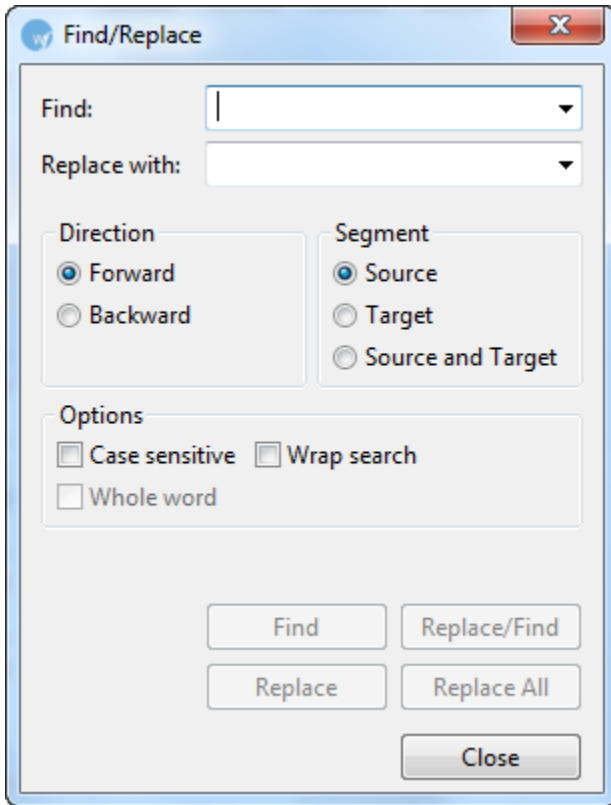 Find/Replace
Find:
Replace with:
Direction
Forward
Backward
Segment
Source
Target
Source and Target
Options
Case sensitive Wrap search
Whole word
Find Replace/Find
Replace Replace All
Close